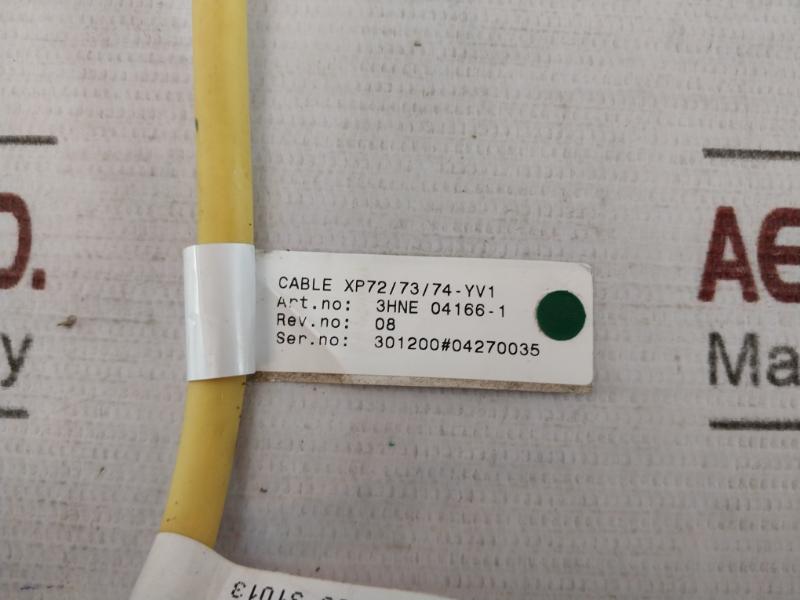 CABLE XP72/73/74-YV1
Art.no: 3HNE 04166-1
Rev.no: 08
Ser.no: 301200#04270035
D.
AE
y
Ma
31013